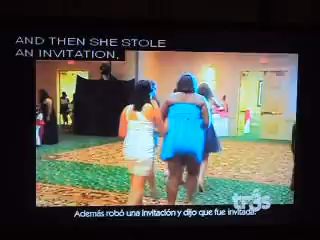 AND THEN SHE STOLE
AN INVITATION,
tr3s
Además robó una invitación y dijo que fue invitada.